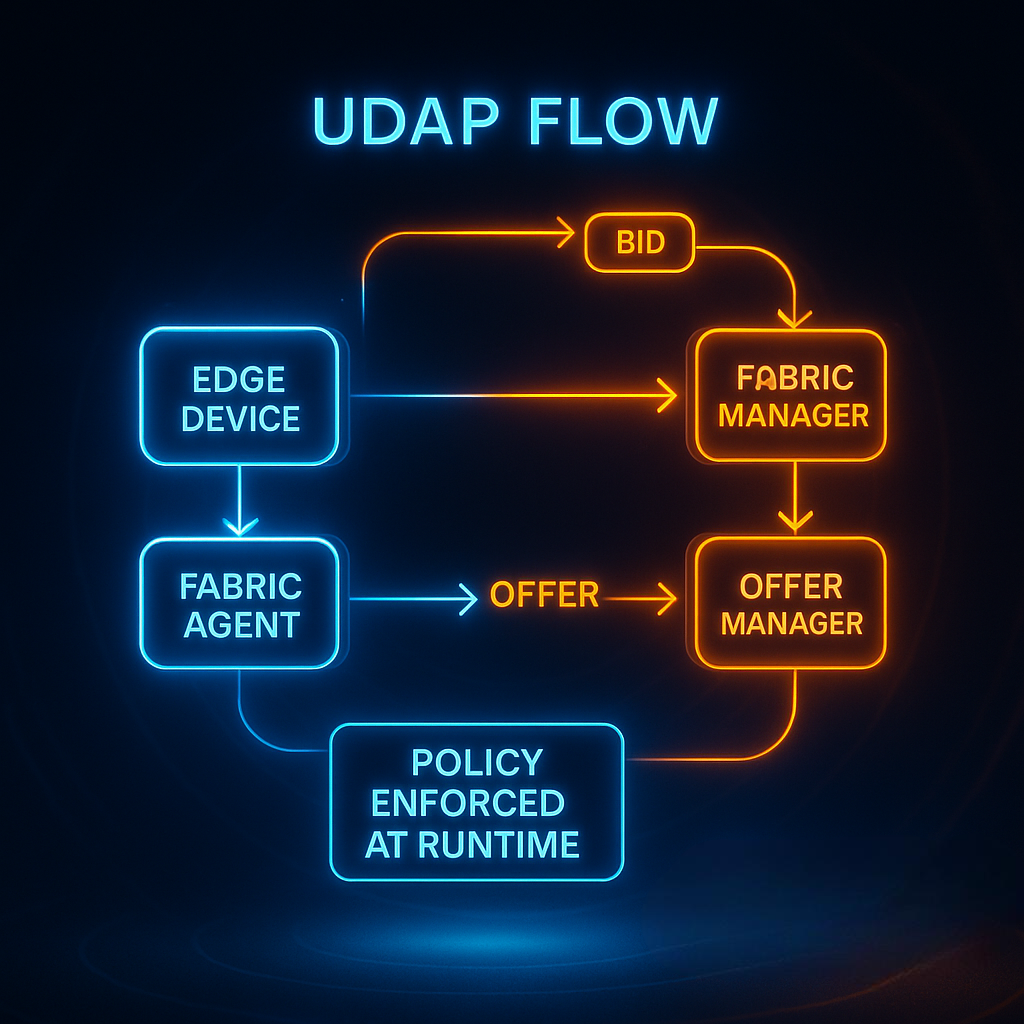 UDAP FLOW
BID
EDGE
DEVICE
FABRIC
MANAGER
FABRIC
AGENT
OFFER
OFFER
MANAGER
POLICY
ENFORCED
AT RUNTIME